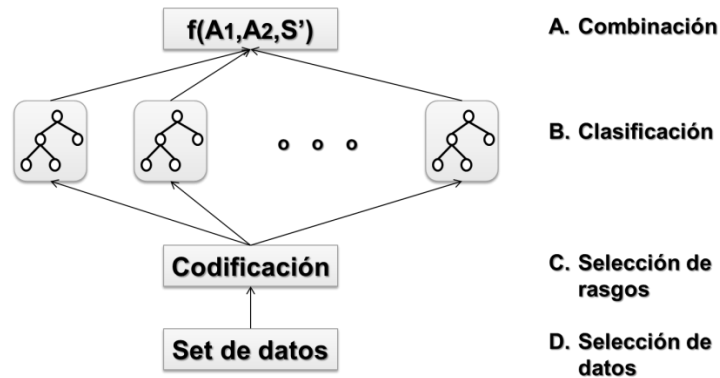 f(A1,A2,S’)
A. Combinación
B. Clasificación
o o o
Codificación
C. Selección de
rasgos
Set de datos
D. Selección de
datos